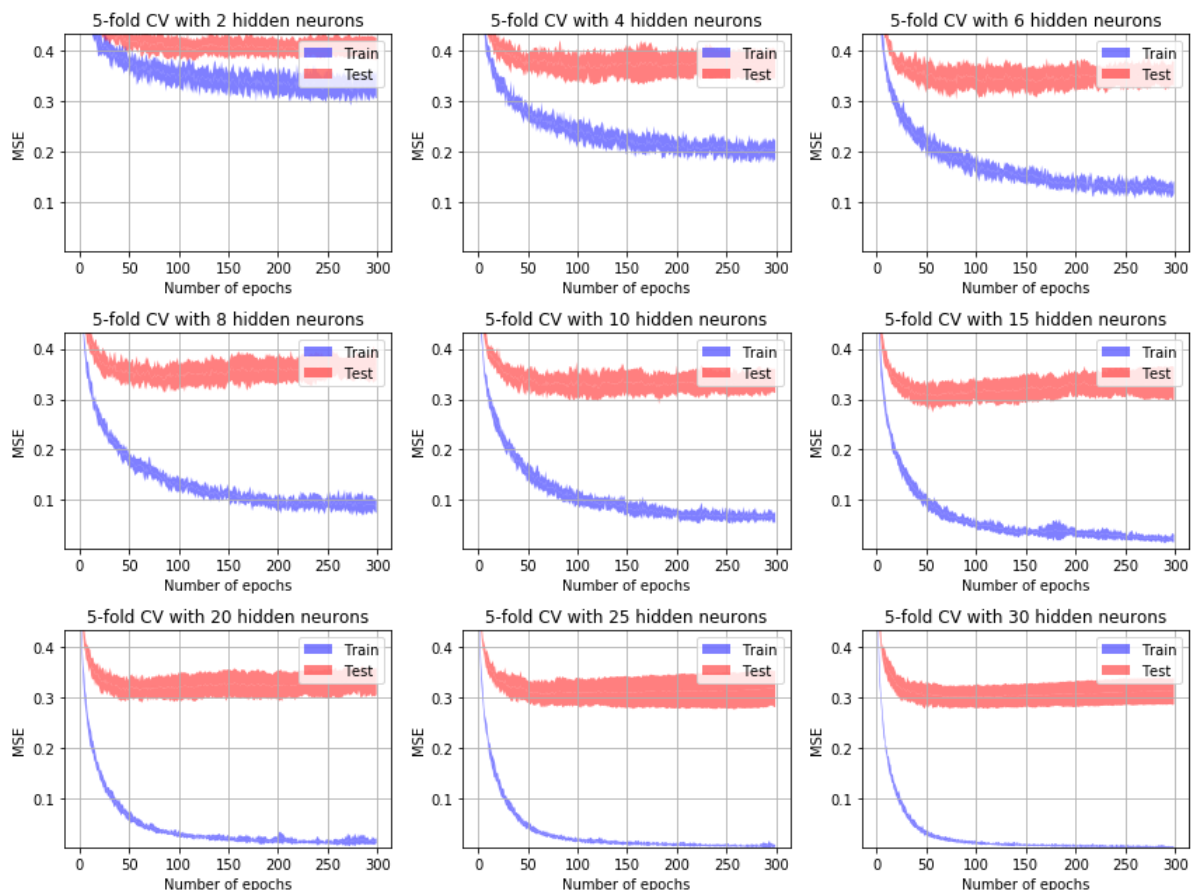 5-fold CV with 2 hidden neurons
0.4
0.3
0.2
0.1
MSE
Train
Test
0 50 100 150 200 250 300
Number of epochs
5-fold CV with 4 hidden neurons
0.4
0.3
0.2
0.1
MSE
Train
Test
0 50 100 150 200 250 300
Number of epochs
5-fold CV with 6 hidden neurons
0.4
0.3
0.2
0.1
MSE
Train
Test
0 50 100 150 200 250 300
Number of epochs
5-fold CV with 8 hidden neurons
0.4
0.3
0.2
0.1
MSE
Train
Test
0 50 100 150 200 250 300
Number of epochs
5-fold CV with 10 hidden neurons
0.4
0.3
0.2
0.1
MSE
Train
Test
0 50 100 150 200 250 300
Number of epochs
5-fold CV with 15 hidden neurons
0.4
0.3
0.2
0.1
MSE
Train
Test
0 50 100 150 200 250 300
Number of epochs
5-fold CV with 20 hidden neurons
0.4
0.3
0.2
0.1
MSE
Train
Test
0 50 100 150 200 250 300
Number of epochs
5-fold CV with 25 hidden neurons
0.4
0.3
0.2
0.1
MSE
Train
Test
0 50 100 150 200 250 300
Number of epochs
5-fold CV with 30 hidden neurons
0.4
0.3
0.2
0.1
MSE
Train
Test
0 50 100 150 200 250 300
Number of epochs